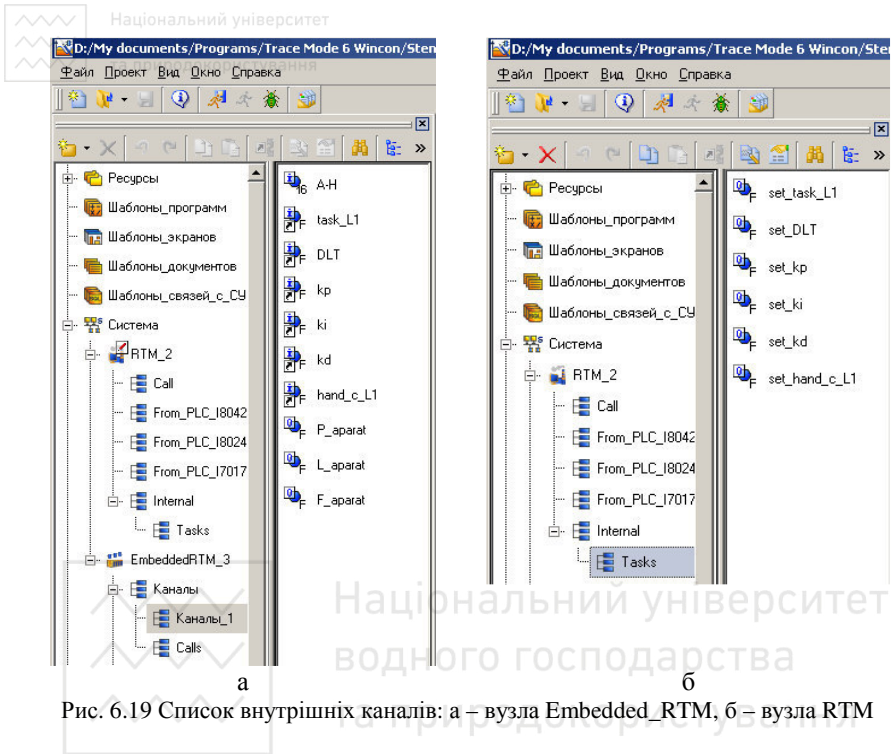 Національний університет
та природокористування
D:/My documents/Programs/Trace Mode 6 Wincon/Sten
Файл Проект Вид Окно Справка
Ресурсы
Шаблоны_программ
Шаблоны_экранов
Шаблоны_документов
Шаблоны_связей_с_СУ
Система
RTM_2
Call
From_PLC_I8042
From_PLC_I8024
From_PLC_I7017
Internal
Tasks
EmbeddedRTM_3
Каналы
Каналы_1
Calls
A-H
task_L1
DLT
kp
ki
kd
hand_c_L1
P_aparat
L_aparat
F_aparat
а
D:/My documents/Programs/Trace Mode 6 Wincon/Ster
Файл Проект Вид Окно Справка
Ресурсы
Шаблоны_программ
Шаблоны_экранов
Шаблоны_документов
Шаблоны_связей_с_СУ
Система
RTM_2
Call
From_PLC_I8042
From_PLC_I8024
From_PLC_I7017
Internal
Tasks
set_task_L1
set_DLT
set_kp
set_ki
set_kd
set_hand_c_L1
б
Національний університет
водного господарства
та природокористування
Рис. 6.19 Список внутрішніх каналів: а – вузла Embedded_RTM, б – вузла RTM